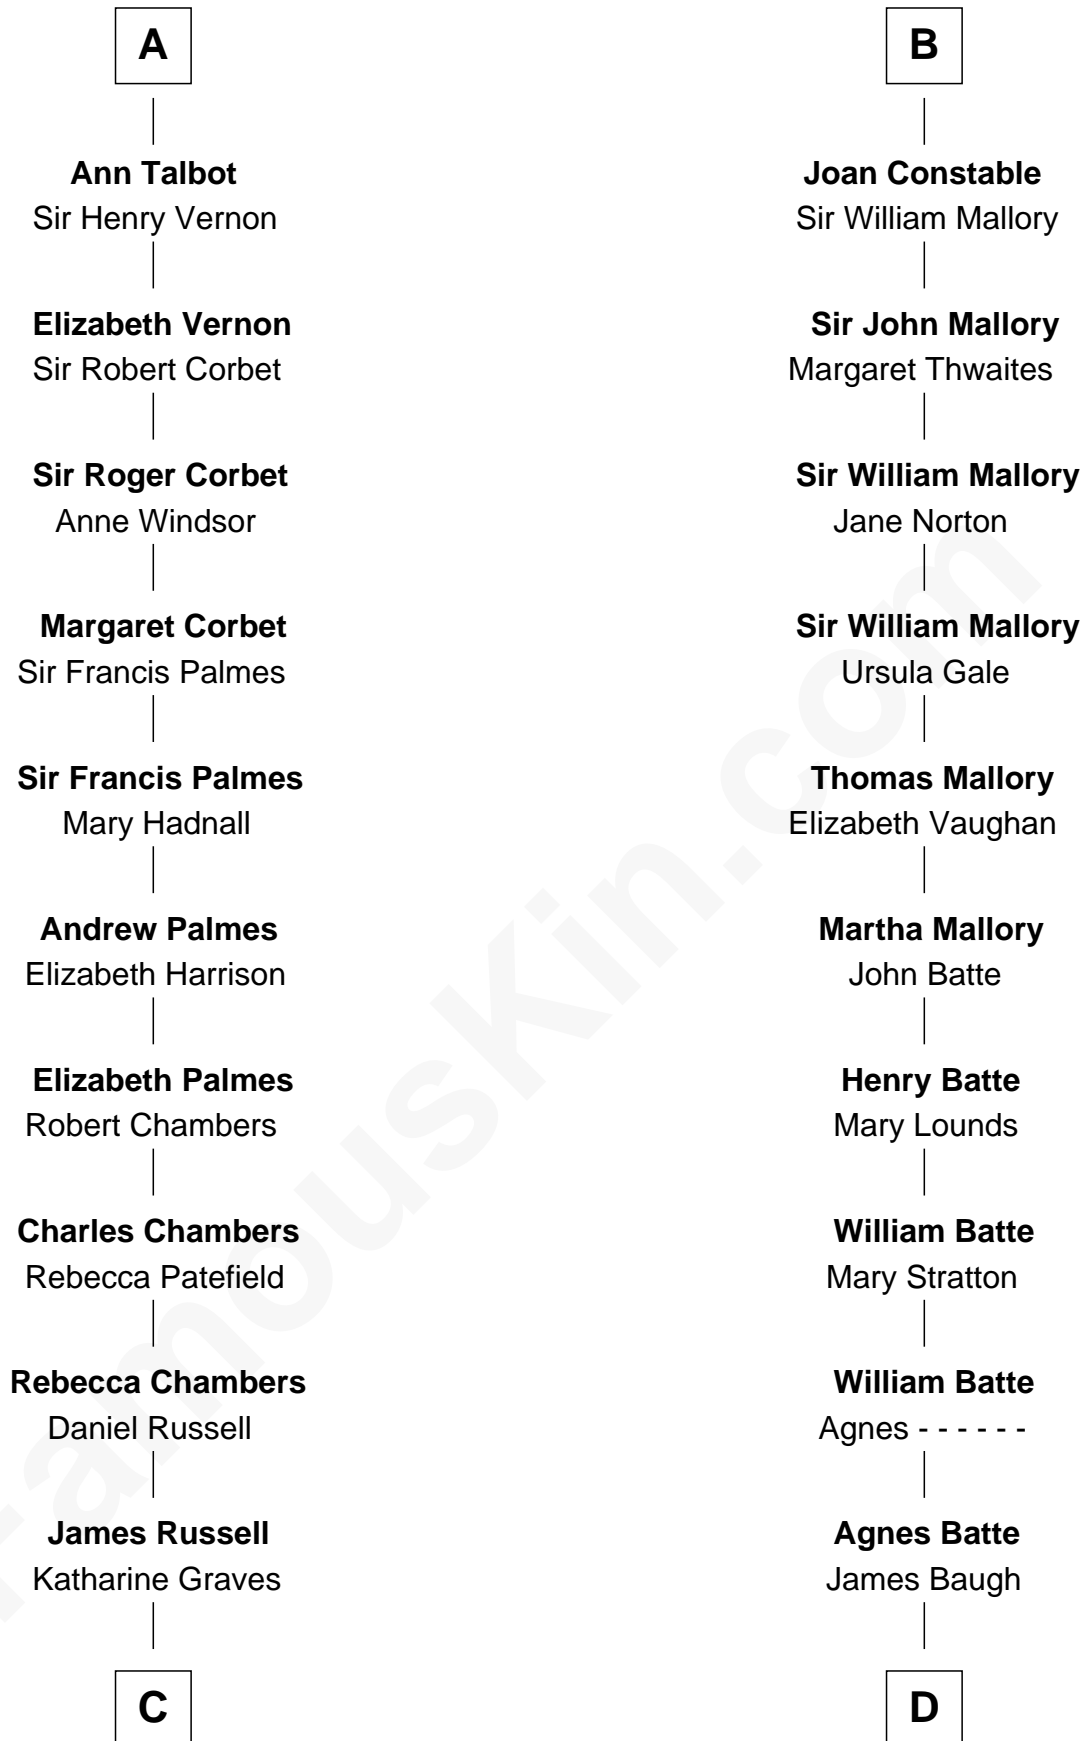 A
Ann Talbot
Sir Henry Vernon
Elizabeth Vernon
Sir Robert Corbet
Sir Roger Corbet
Anne Windsor
Margaret Corbet
Sir Francis Palmes
Sir Francis Palmes
Mary Hadnall
Andrew Palmes
Elizabeth Harrison
Elizabeth Palmes
Robert Chambers
Charles Chambers
Rebecca Patefield
Rebecca Chambers
Daniel Russell
James Russell
Katharine Graves
C
B
Joan Constable
Sir William Mallory
Sir John Mallory
Margaret Thwaites
Sir William Mallory
Jane Norton
Sir William Mallory
Ursula Gale
Thomas Mallory
Elizabeth Vaughan
Martha Mallory
John Batte
Henry Batte
Mary Lounds
William Batte
Mary Stratton
William Batte
Agnes - - - - - -
Agnes Batte
James Baugh
D
FamousKin.com